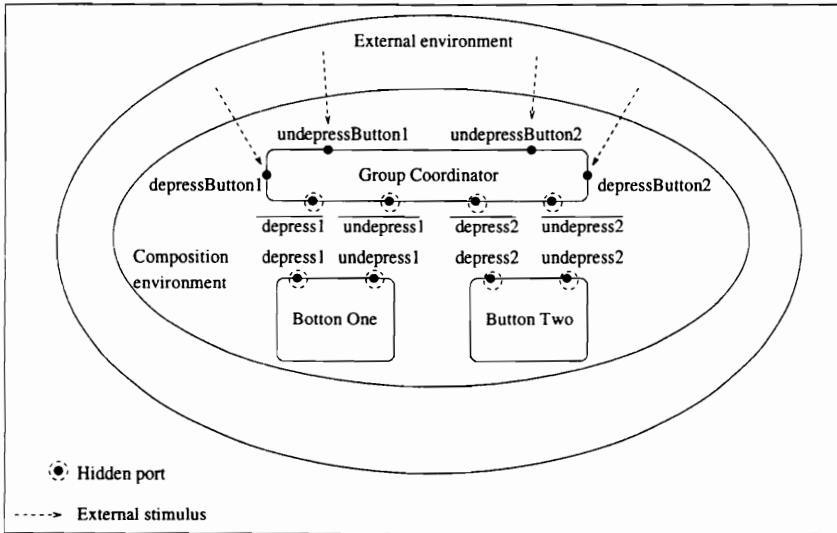 External environment
undepressButton1 undepressButton2
depressButton1 Group Coordinator depressButton2
depress1 undepress1 depress2 undepress2
Composition depress1 undepress1 depress2 undepress2
environment
Botton One Button Two
Hidden port
External stimulus